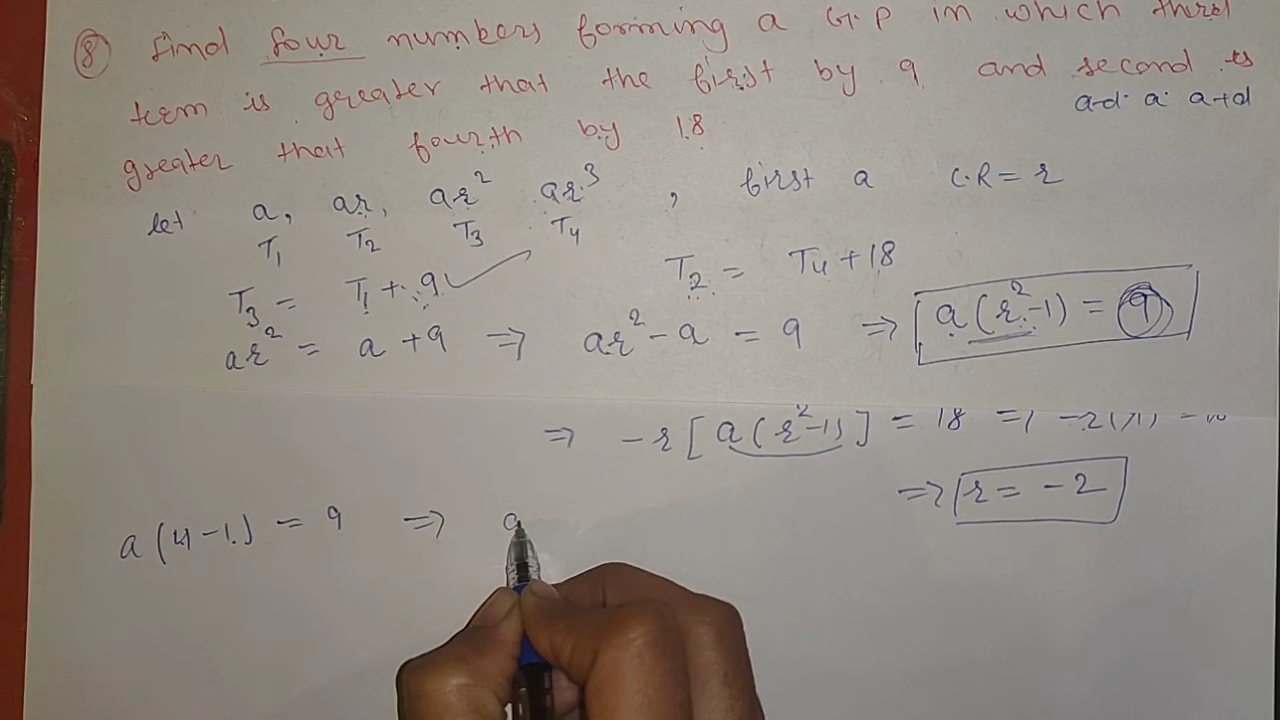 ⑧ find four numbers forming a G.P in which third
term is greater that the first by 9 and second is
a-d. a. a+d
greater that fourth by 18
let a, ar, ar² ar³ , first a C.R = r
T₁ T₂ T₃ T₄
T₃ = T₁ + 9 T₂ = T₄ + 18
ar² = a + 9 ⇒ ar² - a = 9 ⇒ a(r²-1) = 9
⇒ -r[a(r²-1)] = 18
⇒ r = -2
a(4-1) = 9 ⇒ a